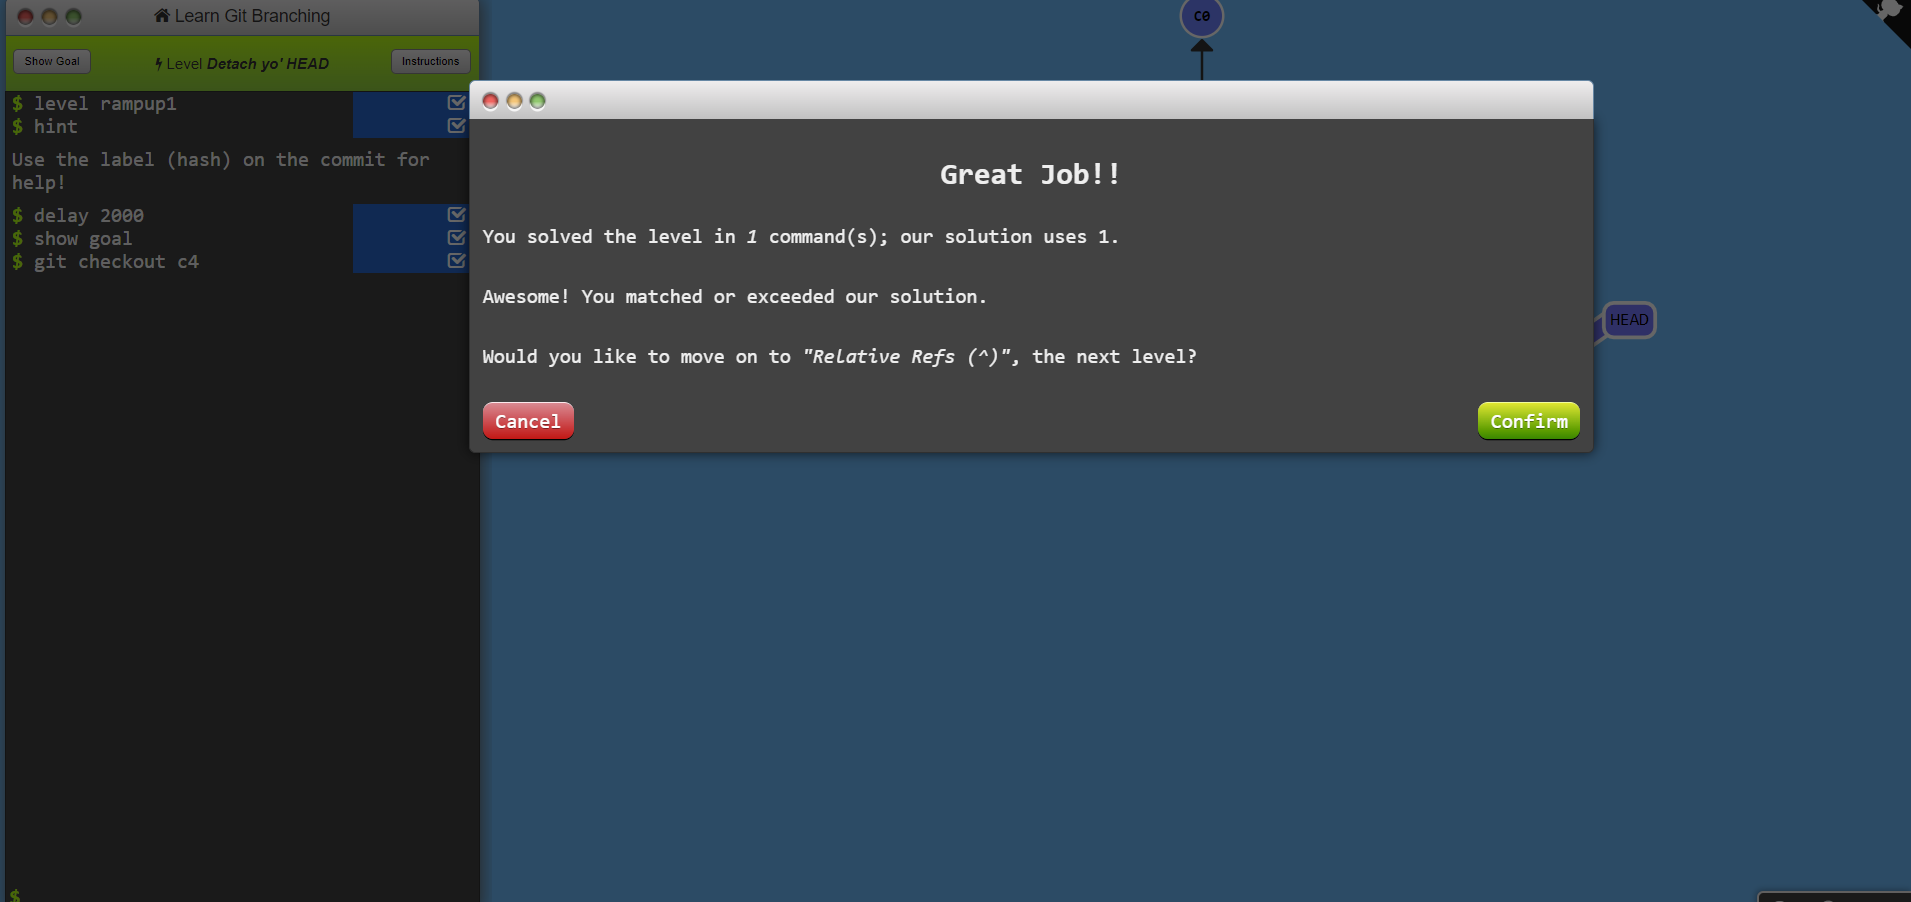 Learn Git Branching
Show Goal
Level Detach yo' HEAD
Instructions
$ level rampup1
$ hint
Use the label (hash) on the commit for
help!
$ delay 2000
$ show goal
$ git checkout c4
$
C0
Great Job!!
You solved the level in 1 command(s); our solution uses 1.
Awesome! You matched or exceeded our solution.
Would you like to move on to "Relative Refs (^)", the next level?
Cancel
Confirm
HEAD